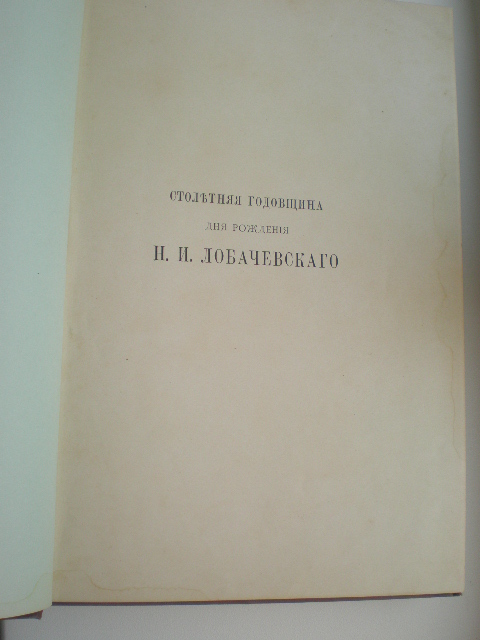 СТОЛѢТНЯЯ ГОДОВЩИНА
ДНЯ РОЖДЕНІЯ
Н. И. ЛОБАЧЕВСКАГО